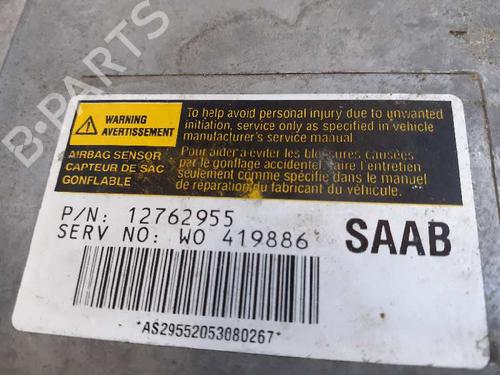 WARNING
AVERTISSEMENT
AIRBAG SENSOR
CAPTEUR DE SAC
GONFLABLE
To help avoid personal injury due to unwanted
initiation, service only as specified in vehicle
manufacturer's service manual.
Pour aider a éviter les blessures causées
par le gonflage accidentel faire l'entretien
seulement comme spécifié dans le manuel
de réparation du fabricant du véhicule.
P/N: 12762955
SERV NO: WO 419886
SAAB
*AS29552053080267*
B-PARTS